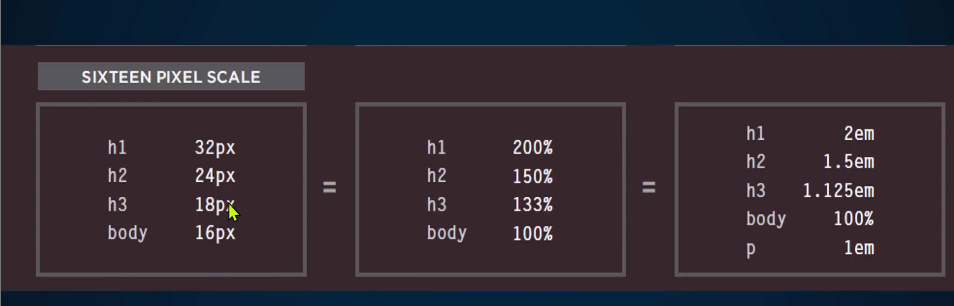 SIXTEEN PIXEL SCALE
h1 32px
h2 24px
h3 18px
body 16px
=
h1 200%
h2 150%
h3 133%
body 100%
=
h1 2em
h2 1.5em
h3 1.125em
body 100%
p 1em